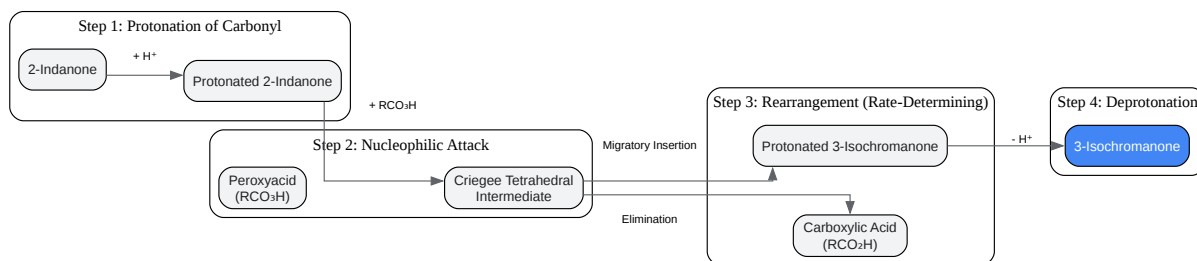 Step 1: Protonation of Carbonyl
2-Indanone
+ H⁺
Protonated 2-Indanone
+ RCO₃H
Step 2: Nucleophilic Attack
Peroxyacid
(RCO₃H)
Criegee Tetrahedral
Intermediate
Migratory Insertion
Elimination
Step 3: Rearrangement (Rate-Determining)
Protonated 3-Isochromanone
Carboxylic Acid
(RCO₂H)
- H⁺
Step 4: Deprotonation
3-Isochromanone